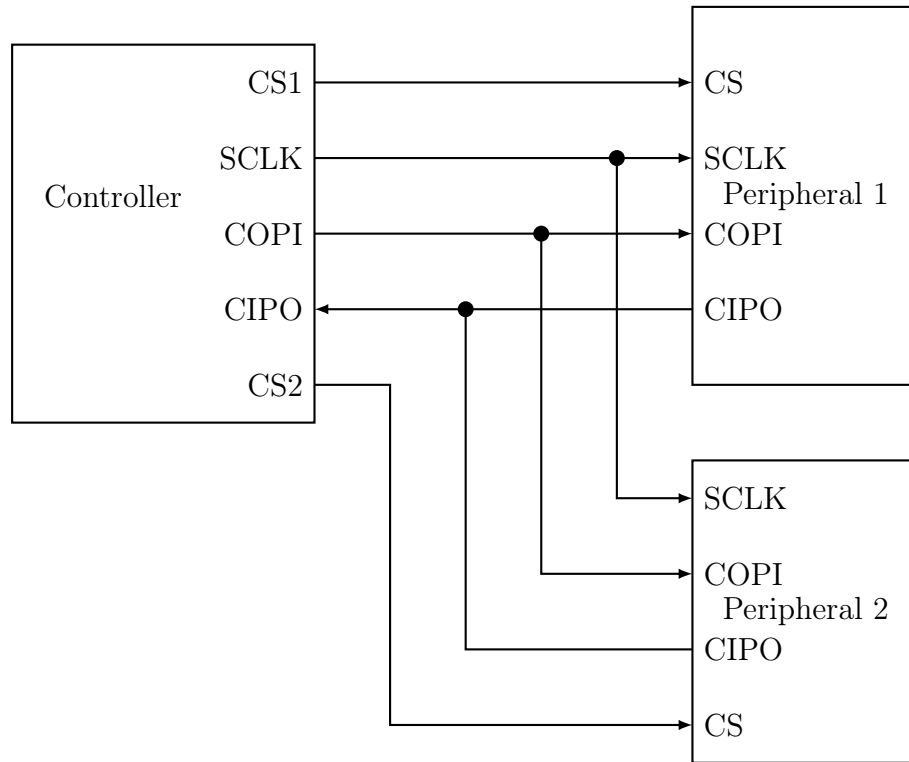 CS1
SCLK
Controller
COPI
CIPO
CS2
CS
SCLK
Peripheral 1
COPI
CIPO
SCLK
COPI
Peripheral 2
CIPO
CS